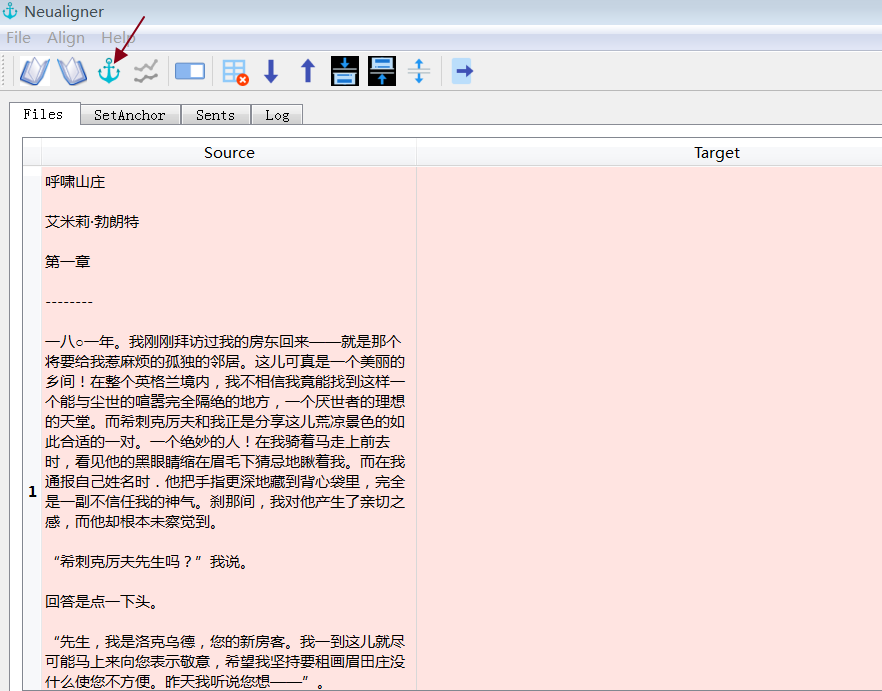 Neualigner
File Align Help
Files SetAnchor Sents Log
Source Target
呼啸山庄
艾米莉·勃朗特
第一章
--------
一八○一年。我刚刚拜访过我的房东回来——就是那个
将要给我惹麻烦的孤独的邻居。这儿可真是一个美丽的
乡间！在整个英格兰境内，我不相信我竟能找到这样一
个能与尘世的喧嚣完全隔绝的地方，一个厌世者的理想
的天堂。而希刺克厉夫和我正是分享这儿荒凉景色的如
此合适的一对。一个绝妙的人！在我骑着马走上前去
时，看见他的黑眼睛缩在眉毛下猜忌地瞅着我。而在我
通报自己姓名时．他把手指更深地藏到背心袋里，完全
是一副不信任我的神气。刹那间，我对他产生了亲切之
感，而他却根本未察觉到。
1
“希刺克厉夫先生吗？”我说。
回答是点一下头。
“先生，我是洛克乌德，您的新房客。我一到这儿就尽
可能马上来向您表示敬意，希望我坚持要租画眉田庄没
什么使您不方便。昨天我听说您想——”。